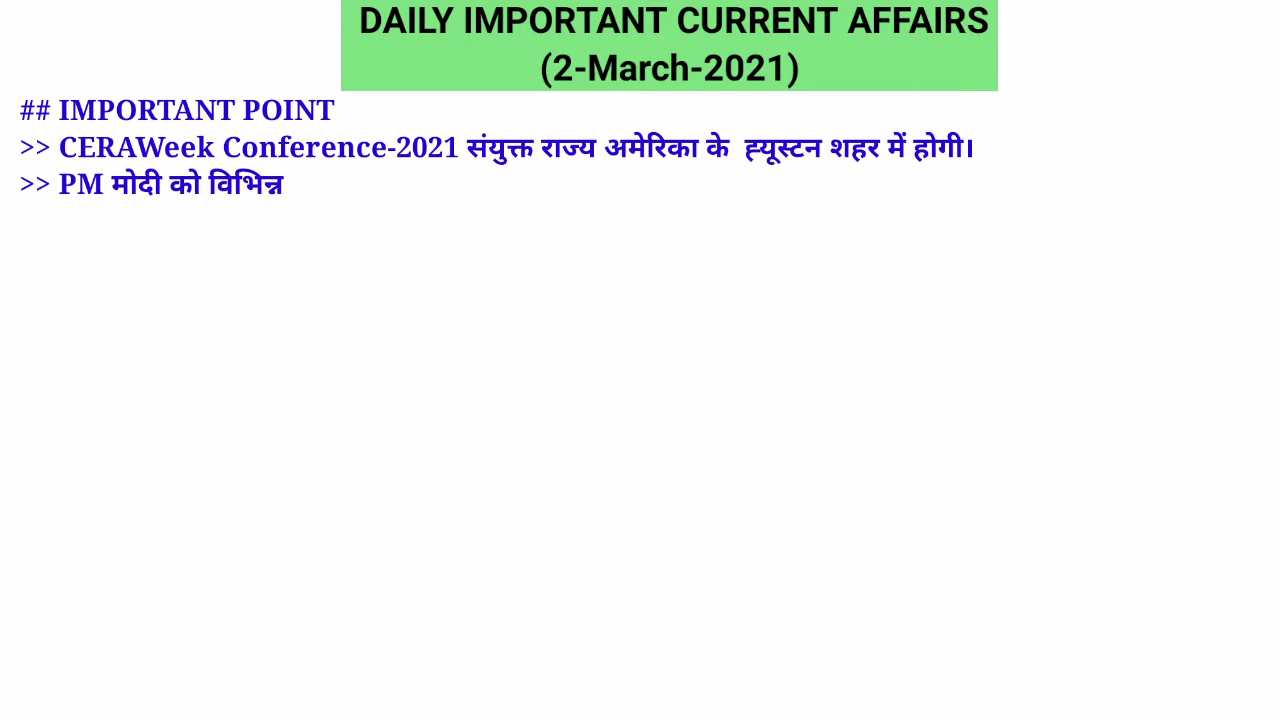 DAILY IMPORTANT CURRENT AFFAIRS
(2-March-2021)
## IMPORTANT POINT
>> CERAWeek Conference-2021 संयुक्त राज्य अमेरिका के  ह्यूस्टन शहर में होगी।
>> PM मोदी को विभिन्न